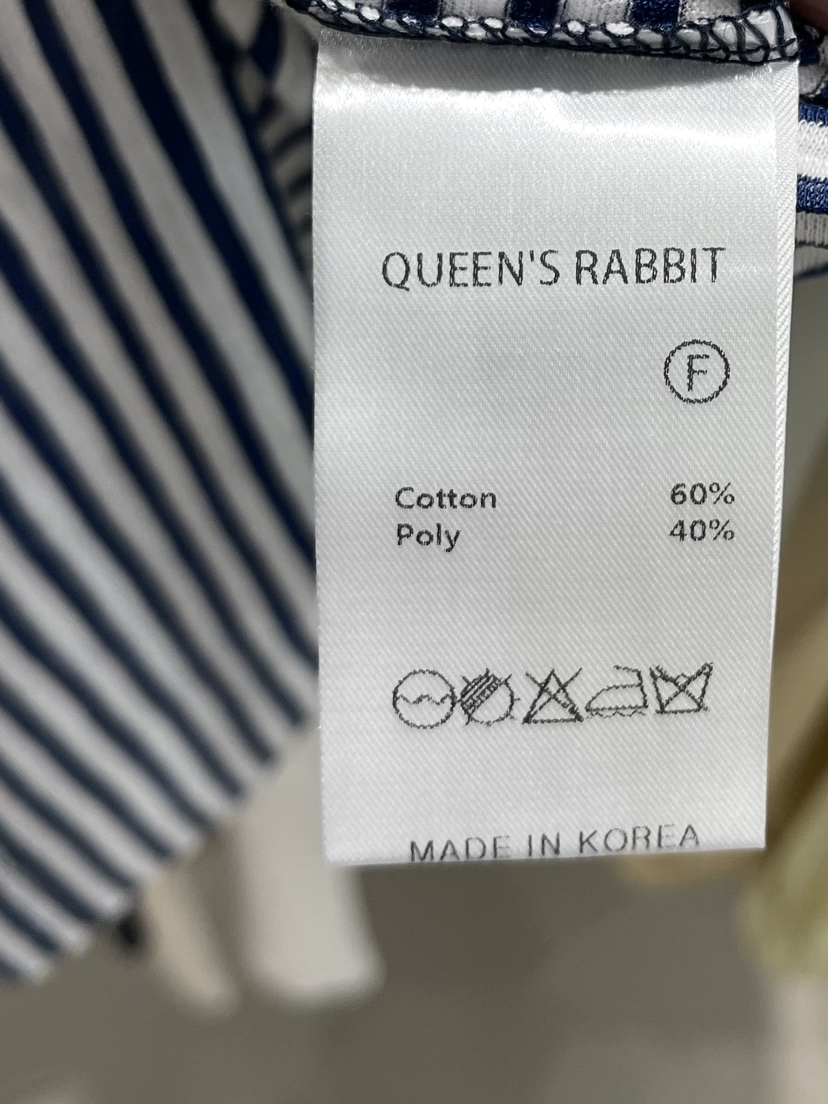 QUEEN'S RABBIT
F
Cotton 60%
Poly 40%
MADE IN KOREA